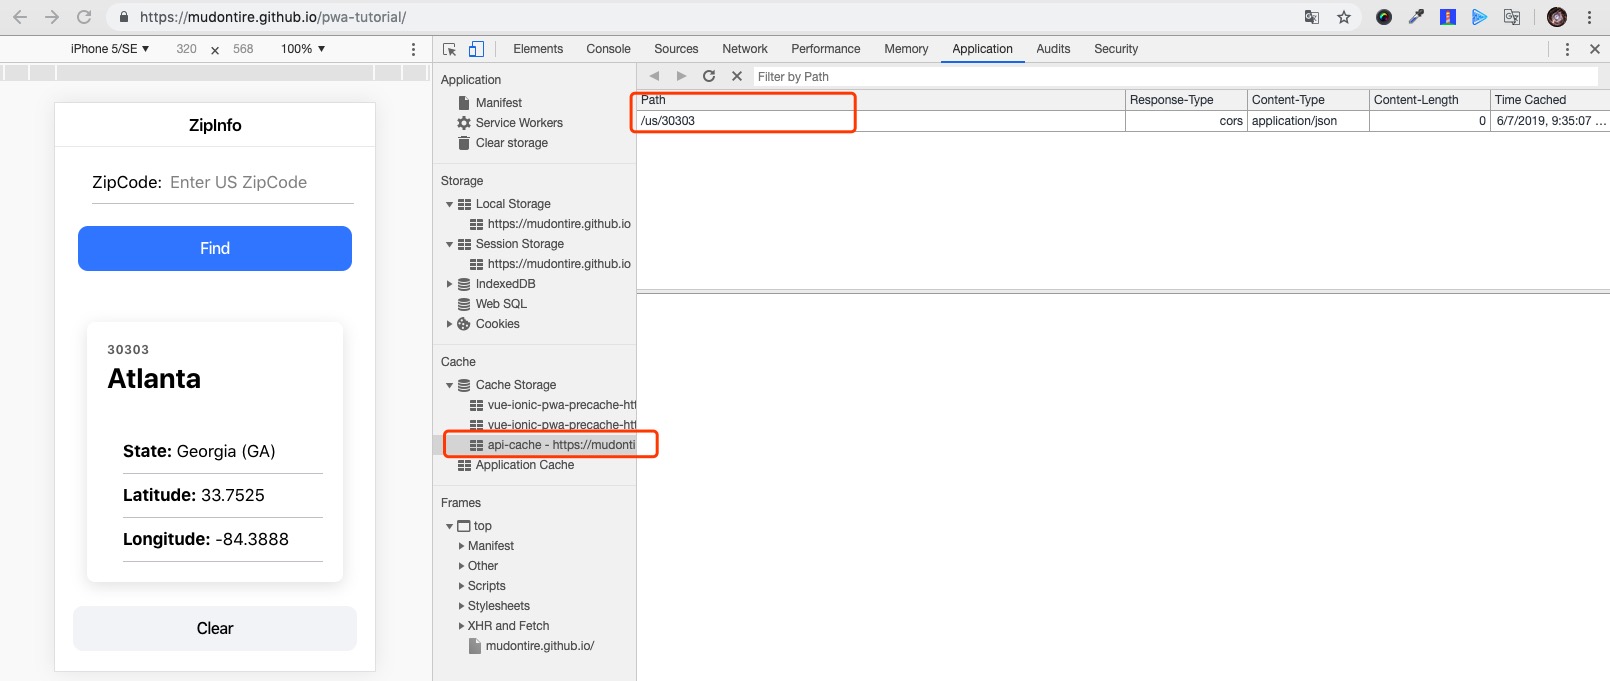 https://mudontire.github.io/pwa-tutorial/
iPhone 5/SE ▼ 320 × 568 100% ▼
Elements Console Sources Network Performance Memory Application Audits Security
ZipInfo
ZipCode: Enter US ZipCode
Find
30303
Atlanta
State: Georgia (GA)
Latitude: 33.7525
Longitude: -84.3888
Clear
Application
Manifest
Service Workers
Clear storage
Storage
Local Storage
https://mudontire.github.io
Session Storage
https://mudontire.github.io
IndexedDB
Web SQL
Cookies
Cache
Cache Storage
vue-ionic-pwa-precache-htt
vue-ionic-pwa-precache-htt
api-cache - https://mudonti
Application Cache
Frames
top
Manifest
Other
Scripts
Stylesheets
XHR and Fetch
mudontire.github.io/
Filter by Path
Path Response-Type Content-Type Content-Length Time Cached
/us/30303 cors application/json 0 6/7/2019, 9:35:07 ...